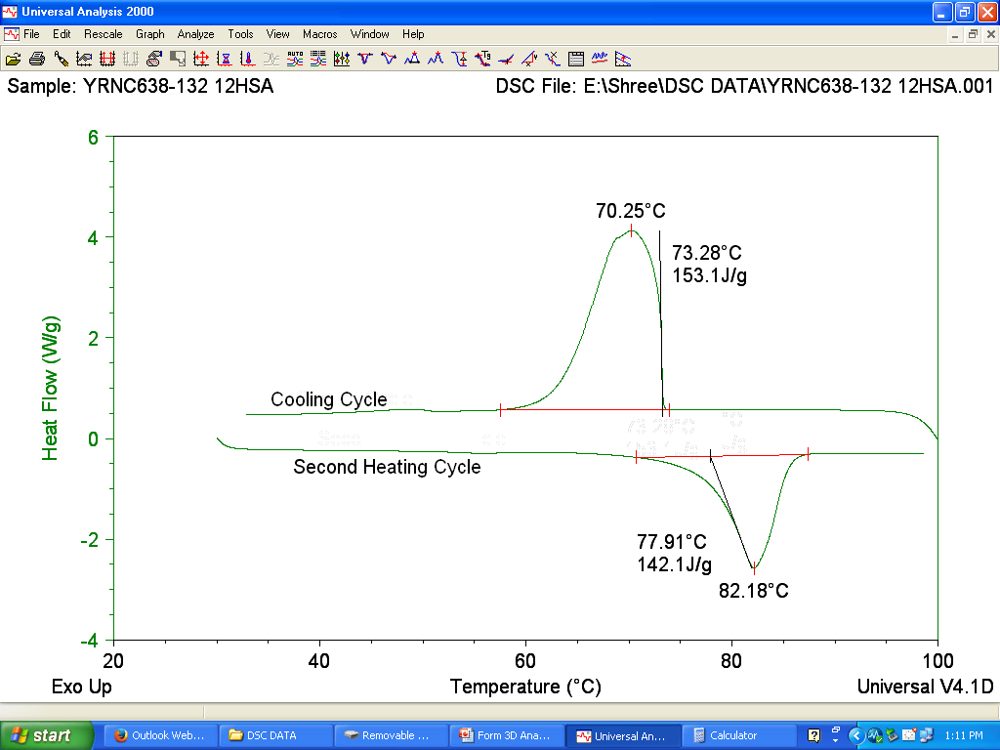 Universal Analysis 2000
File Edit Rescale Graph Analyze Tools View Macros Window Help
Sample: YRNC638-132 12HSA
DSC File: E:\Shree\DSC DATA\YRNC638-132 12HSA.001
6
4
2
0
-2
-4
Heat Flow (W/g)
70.25°C
73.28°C
153.1J/g
Cooling Cycle
Second Heating Cycle
77.91°C
142.1J/g
82.18°C
20 40 60 80 100
Exo Up
Temperature (°C)
Universal V4.1D
start
Outlook Web...
DSC DATA
Removable ...
Form 3D Ana...
Universal An...
Calculator
1:11 PM